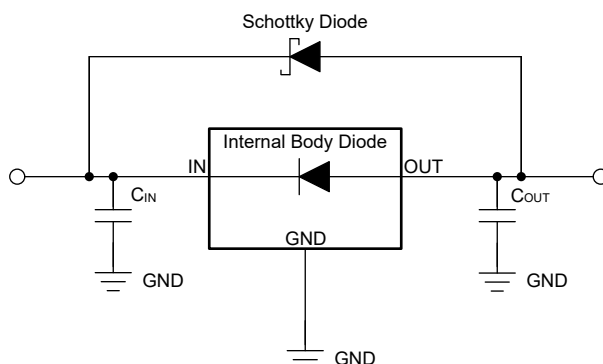 Schottky Diode
Internal Body Diode
IN
OUT
CIN
COUT
GND
GND
GND
GND